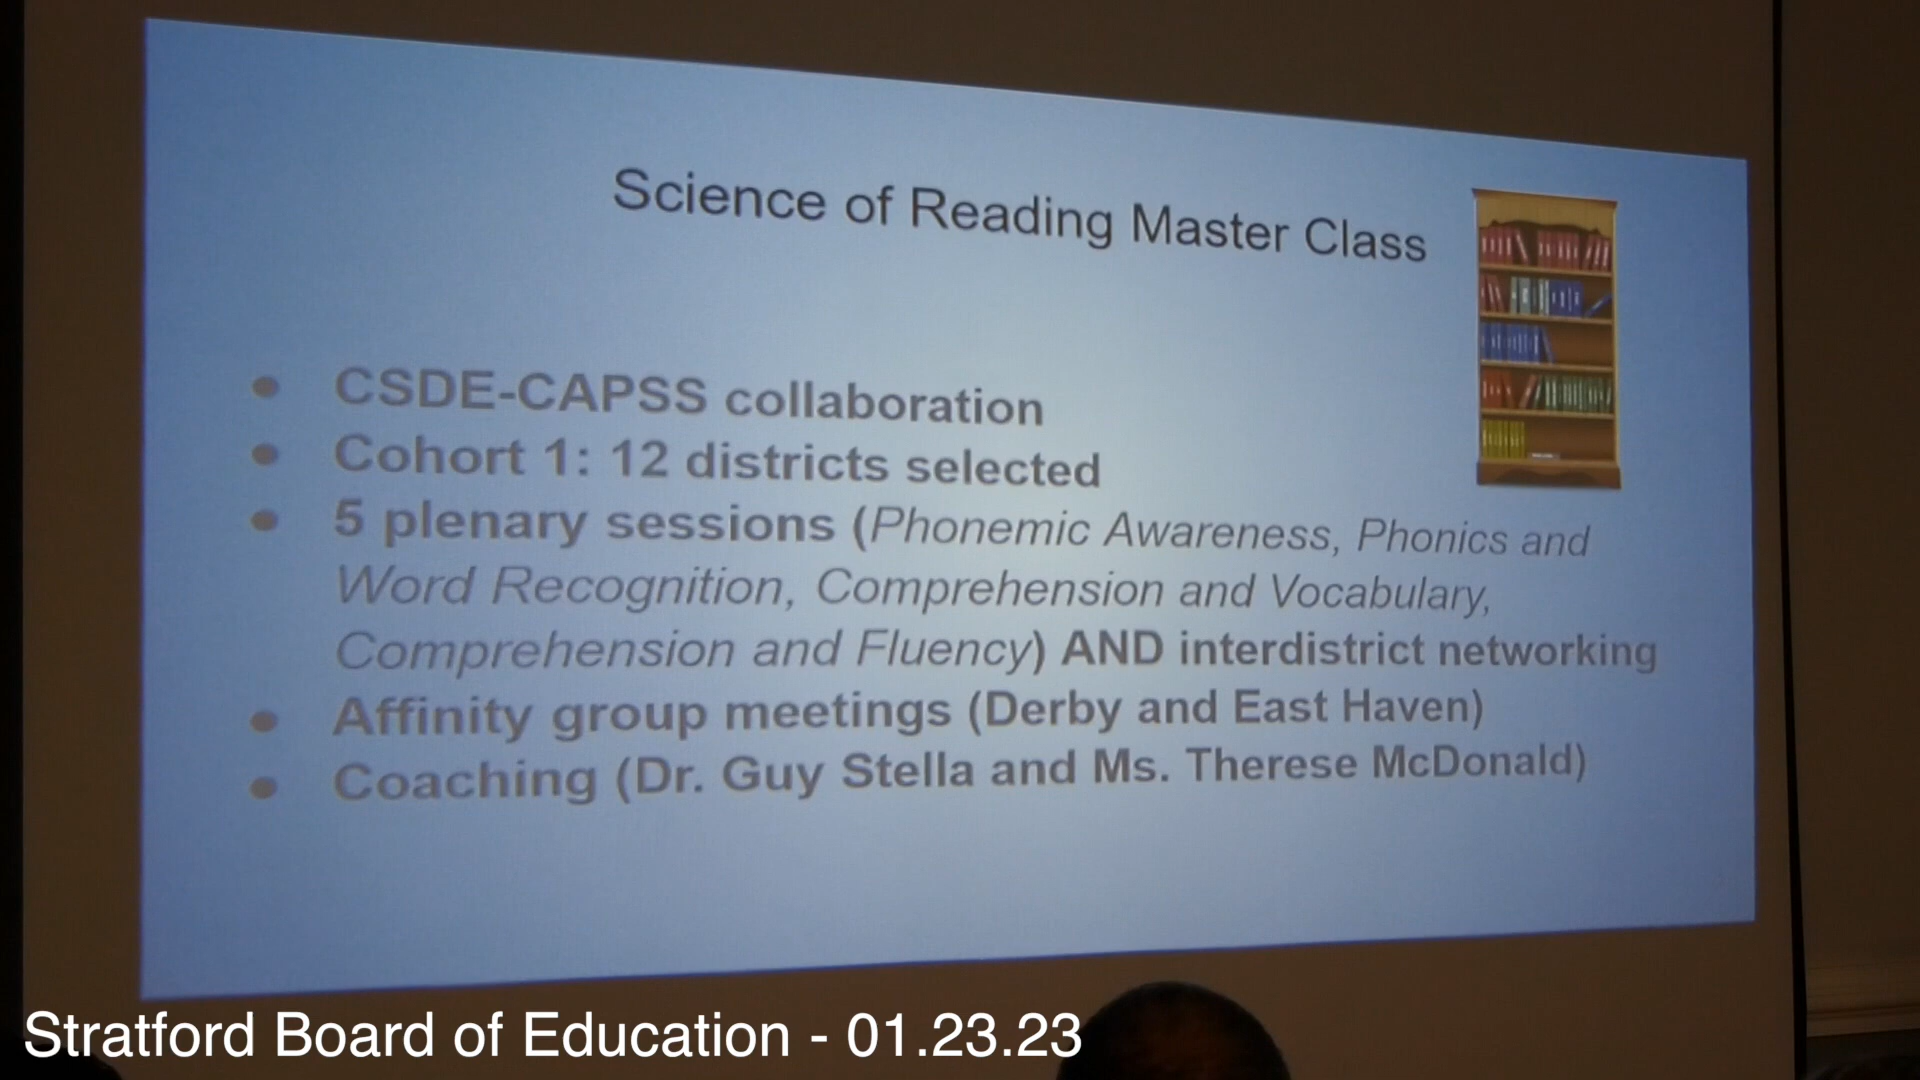 Science of Reading Master Class
● CSDE-CAPSS collaboration
● Cohort 1: 12 districts selected
● 5 plenary sessions (Phonemic Awareness, Phonics and
Word Recognition, Comprehension and Vocabulary,
Comprehension and Fluency) AND interdistrict networking
● Affinity group meetings (Derby and East Haven)
● Coaching (Dr. Guy Stella and Ms. Therese McDonald)
Stratford Board of Education - 01.23.23